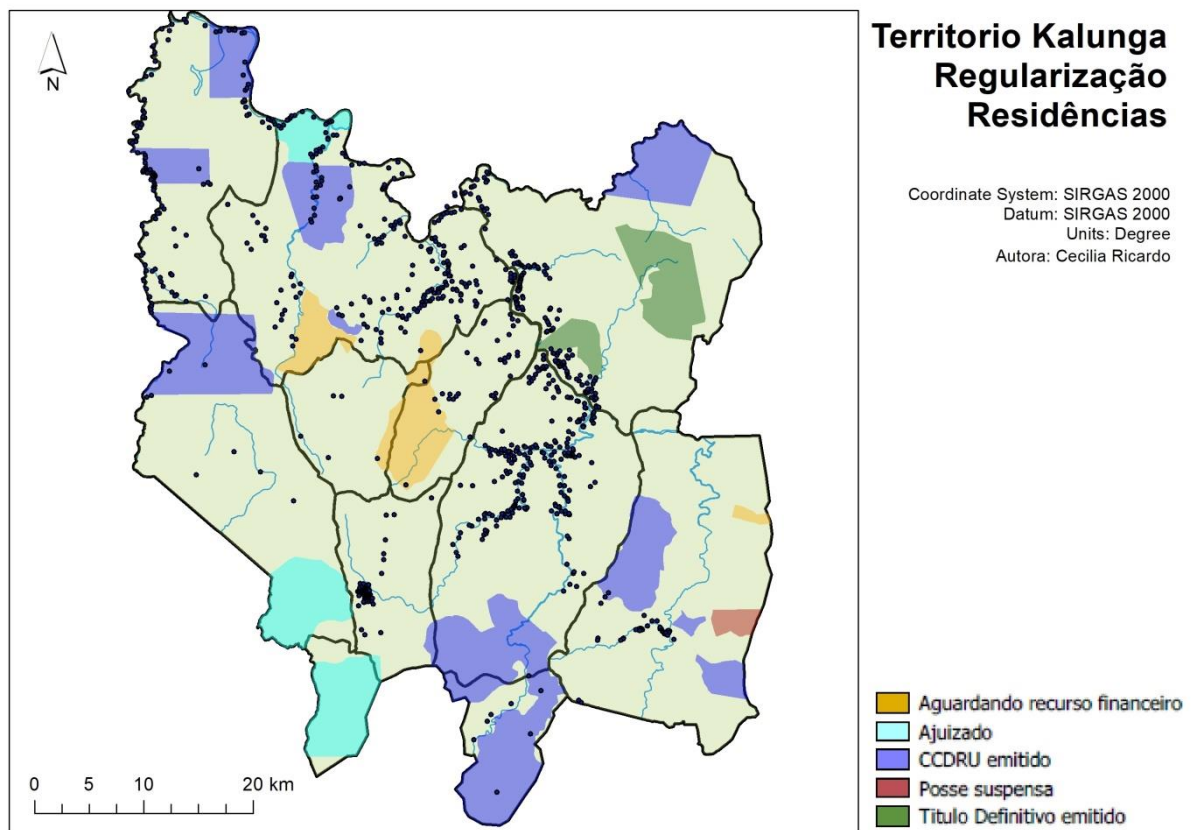 Territorio Kalunga
Regularização
Residências
Coordinate System: SIRGAS 2000
Datum: SIRGAS 2000
Units: Degree
Autora: Cecilia Ricardo
N
0 5 10 20 km
Aguardando recurso financeiro
Ajuizado
CCDRU emitido
Posse suspensa
Titulo Definitivo emitido